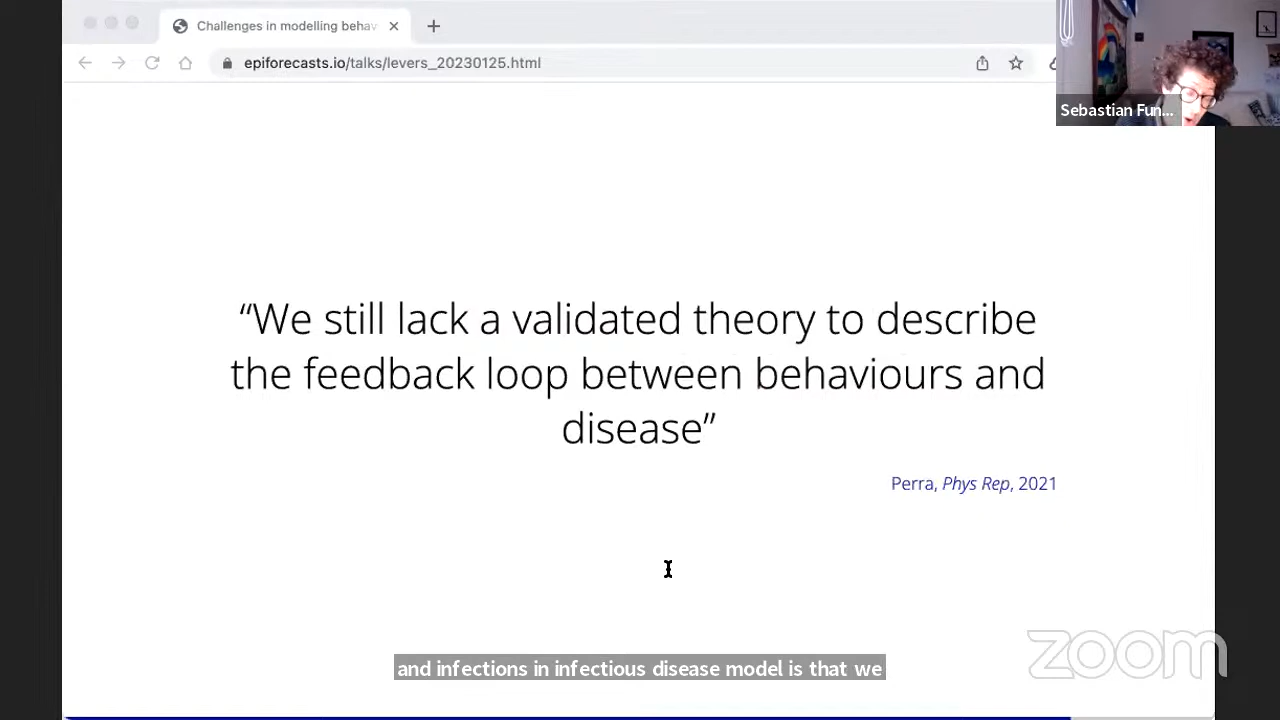 Challenges in modelling behav
epiforecasts.io/talks/levers_20230125.html
Sebastian Fun...
“We still lack a validated theory to describe
the feedback loop between behaviours and
disease”
Perra, Phys Rep, 2021
zoom
and infections in infectious disease model is that we